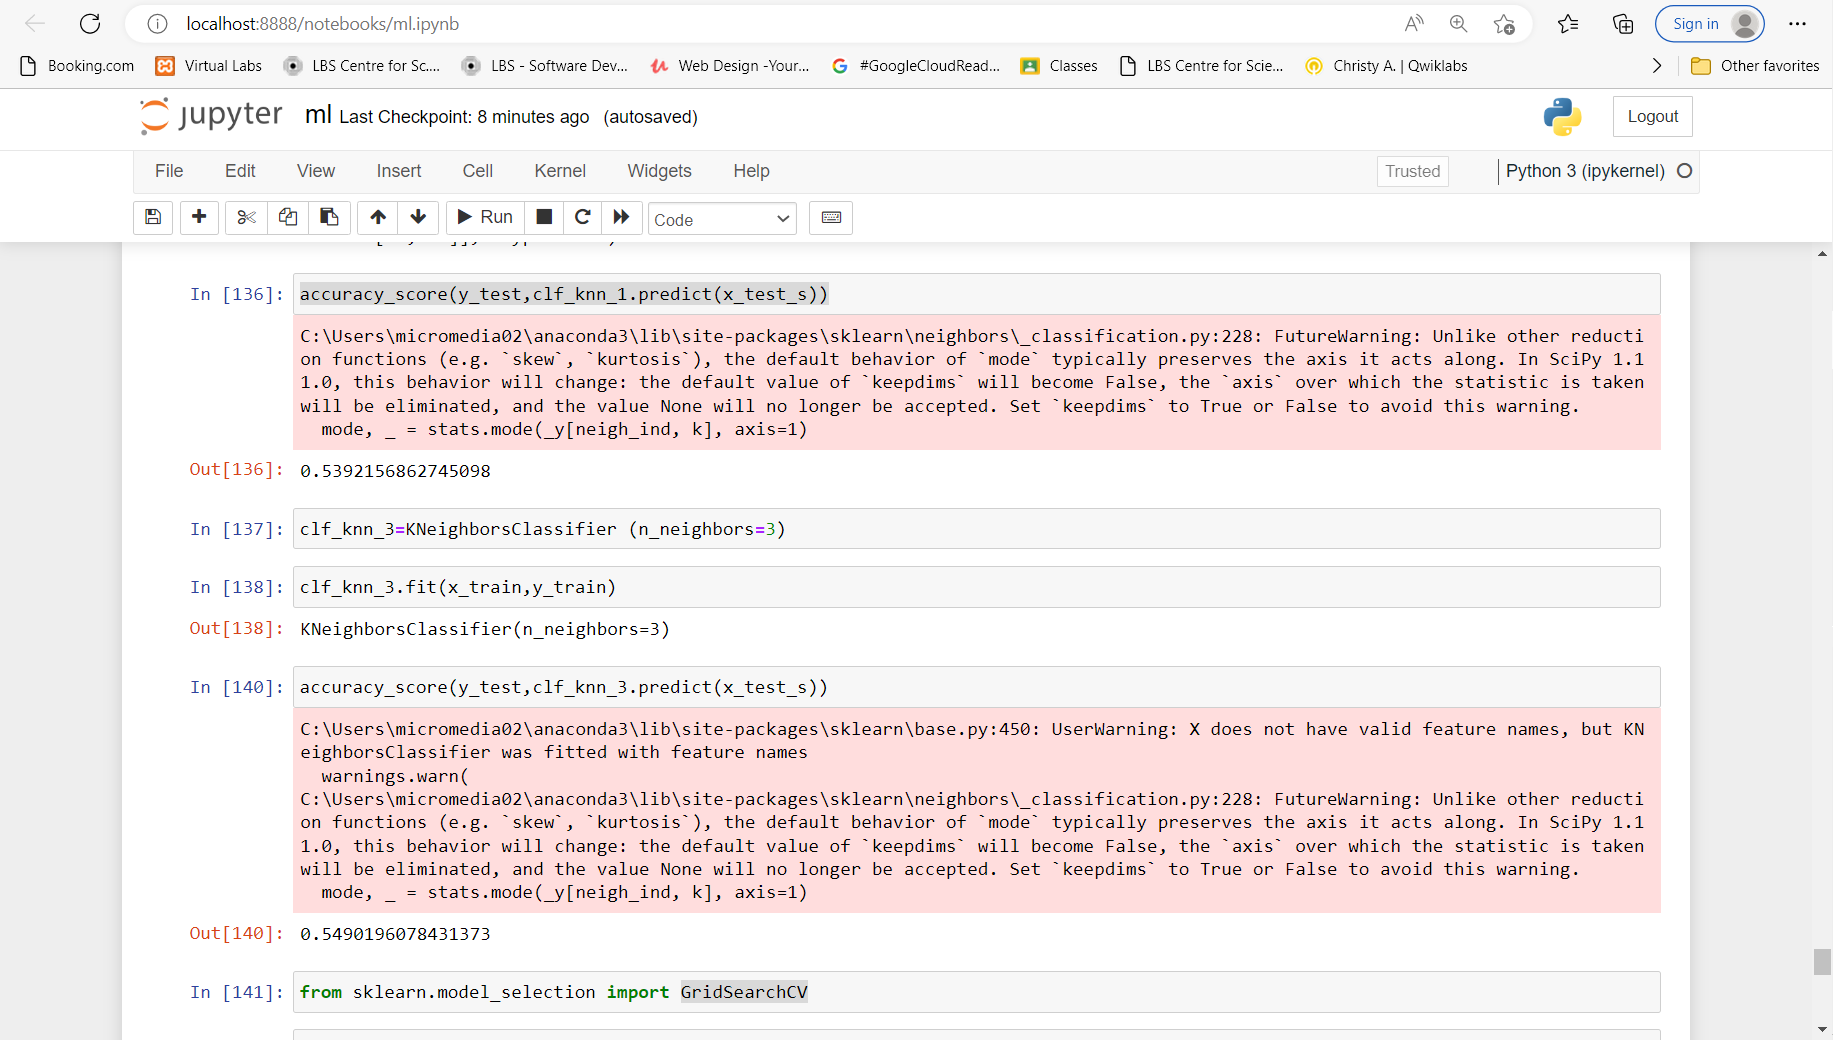 localhost:8888/notebooks/ml.ipynb
Sign in
Booking.com
Virtual Labs
LBS Centre for Sc....
LBS - Software Dev...
Web Design -Your...
#GoogleCloudRead...
Classes
LBS Centre for Scie...
Christy A. | Qwiklabs
Other favorites
jupyter ml Last Checkpoint: 8 minutes ago (autosaved)
Logout
File Edit View Insert Cell Kernel Widgets Help
Trusted
Python 3 (ipykernel)
Run
Code
In [136]: accuracy_score(y_test,clf_knn_1.predict(x_test_s))
C:\Users\micromedia02\anaconda3\lib\site-packages\sklearn\neighbors\_classification.py:228: FutureWarning: Unlike other reducti
on functions (e.g. `skew`, `kurtosis`), the default behavior of `mode` typically preserves the axis it acts along. In SciPy 1.1
1.0, this behavior will change: the default value of `keepdims` will become False, the `axis` over which the statistic is taken
will be eliminated, and the value None will no longer be accepted. Set `keepdims` to True or False to avoid this warning.
mode, _ = stats.mode(_y[neigh_ind, k], axis=1)
Out[136]: 0.5392156862745098
In [137]: clf_knn_3=KNeighborsClassifier (n_neighbors=3)
In [138]: clf_knn_3.fit(x_train,y_train)
Out[138]: KNeighborsClassifier(n_neighbors=3)
In [140]: accuracy_score(y_test,clf_knn_3.predict(x_test_s))
C:\Users\micromedia02\anaconda3\lib\site-packages\sklearn\base.py:450: UserWarning: X does not have valid feature names, but KN
eighborsClassifier was fitted with feature names
warnings.warn(
C:\Users\micromedia02\anaconda3\lib\site-packages\sklearn\neighbors\_classification.py:228: FutureWarning: Unlike other reducti
on functions (e.g. `skew`, `kurtosis`), the default behavior of `mode` typically preserves the axis it acts along. In SciPy 1.1
1.0, this behavior will change: the default value of `keepdims` will become False, the `axis` over which the statistic is taken
will be eliminated, and the value None will no longer be accepted. Set `keepdims` to True or False to avoid this warning.
mode, _ = stats.mode(_y[neigh_ind, k], axis=1)
Out[140]: 0.5490196078431373
In [141]: from sklearn.model_selection import GridSearchCV